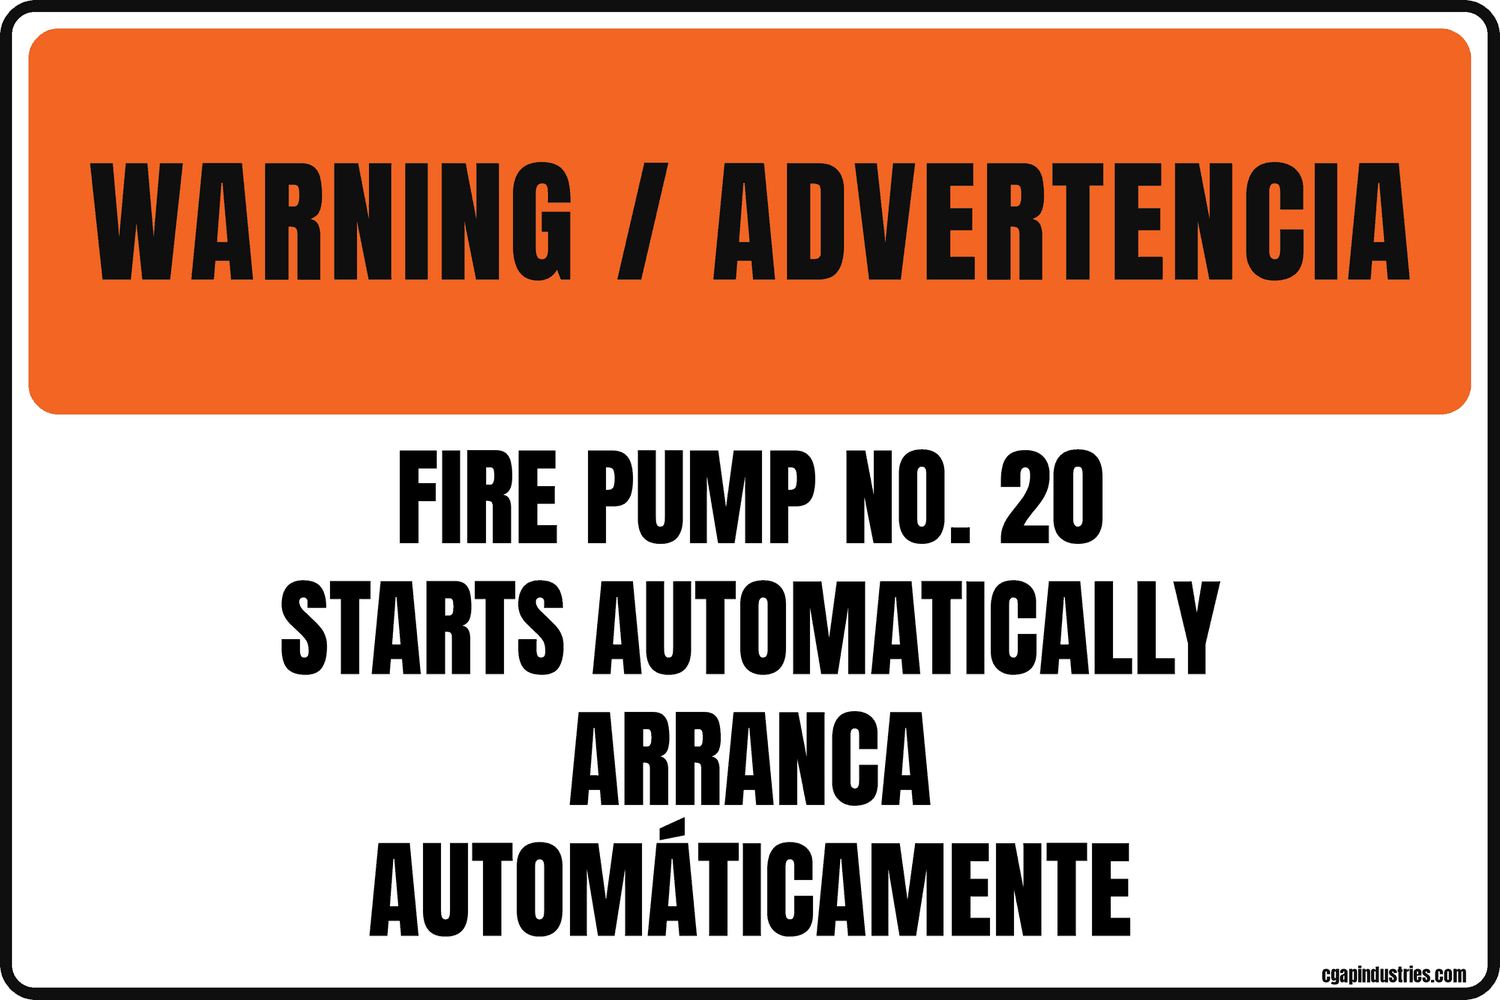 WARNING / ADVERTENCIA
FIRE PUMP NO. 20
STARTS AUTOMATICALLY
ARRANCA
AUTOMÁTICAMENTE
cgapindustries.com